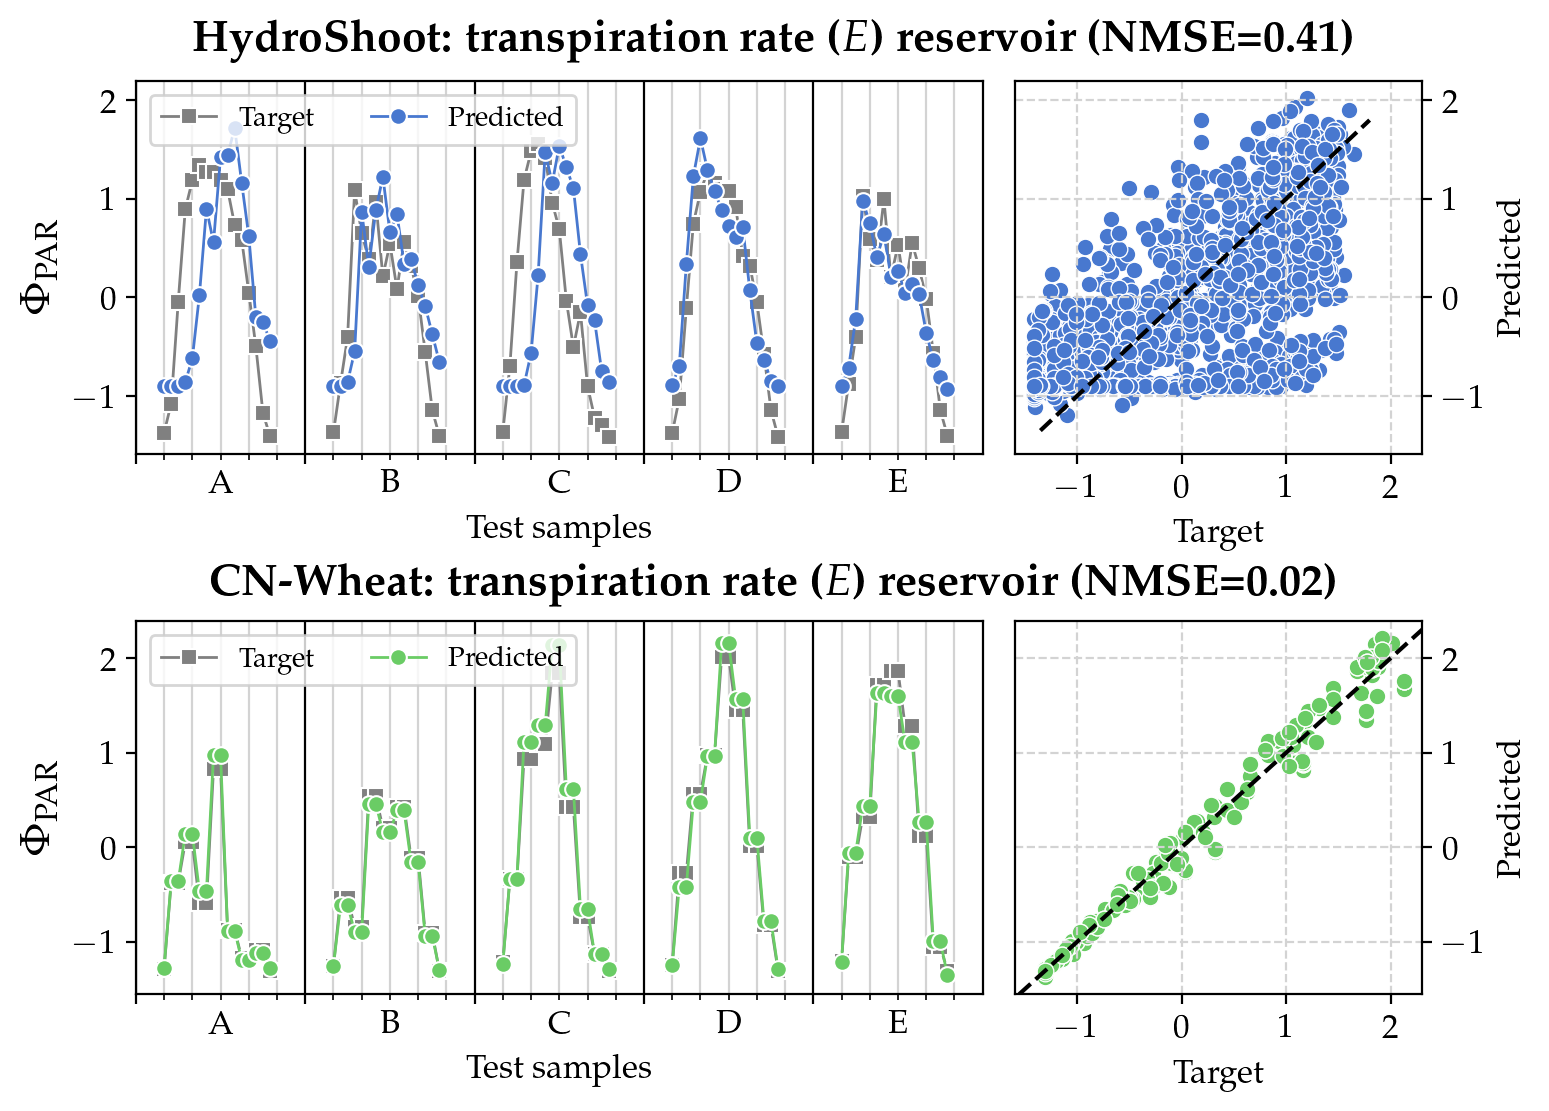 HydroShoot: transpiration rate (E) reservoir (NMSE=0.41)
Target Predicted
2
1
0
−1
Φ_PAR
A B C D E
Test samples
2
1
0
−1
Predicted
−1 0 1 2
Target
CN-Wheat: transpiration rate (E) reservoir (NMSE=0.02)
Target Predicted
2
1
0
−1
Φ_PAR
A B C D E
Test samples
2
1
0
−1
Predicted
−1 0 1 2
Target